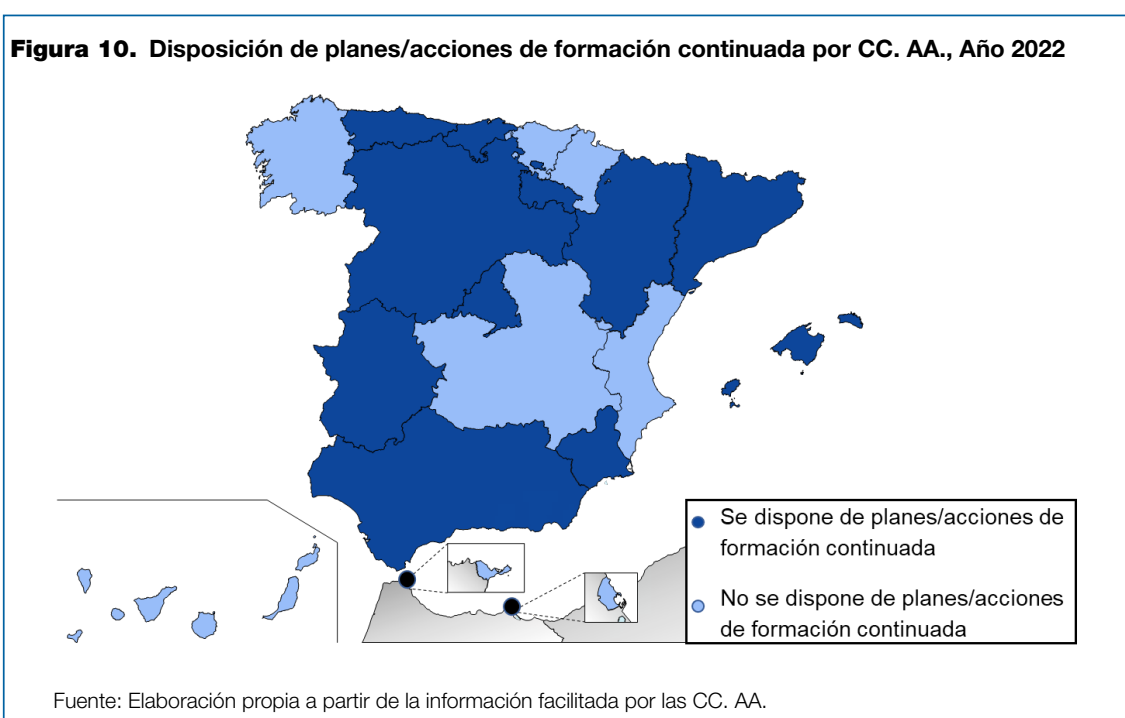 Figura 10. Disposición de planes/acciones de formación continuada por CC. AA., Año 2022
Se dispone de planes/acciones de
formación continuada
No se dispone de planes/acciones
de formación continuada
Fuente: Elaboración propia a partir de la información facilitada por las CC. AA.